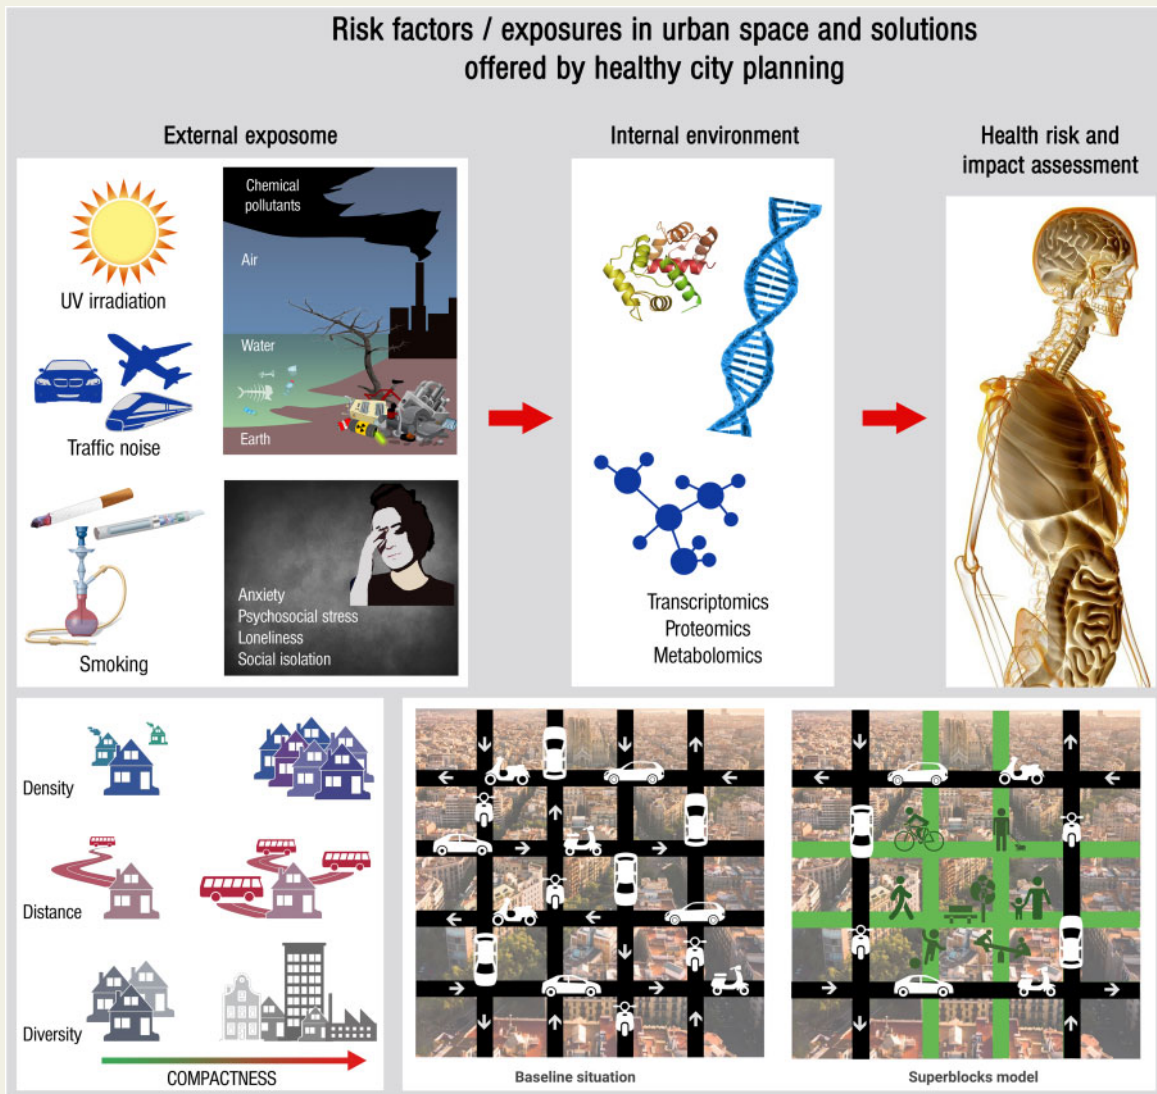 Risk factors / exposures in urban space and solutions
offered by healthy city planning
External exposome
Internal environment
Health risk and
impact assessment
UV irradiation
Traffic noise
Smoking
Chemical
pollutants
Air
Water
Earth
Anxiety
Psychosocial stress
Loneliness
Social isolation
Transcriptomics
Proteomics
Metabolomics
Density
Distance
Diversity
COMPACTNESS
Baseline situation
Superblocks model